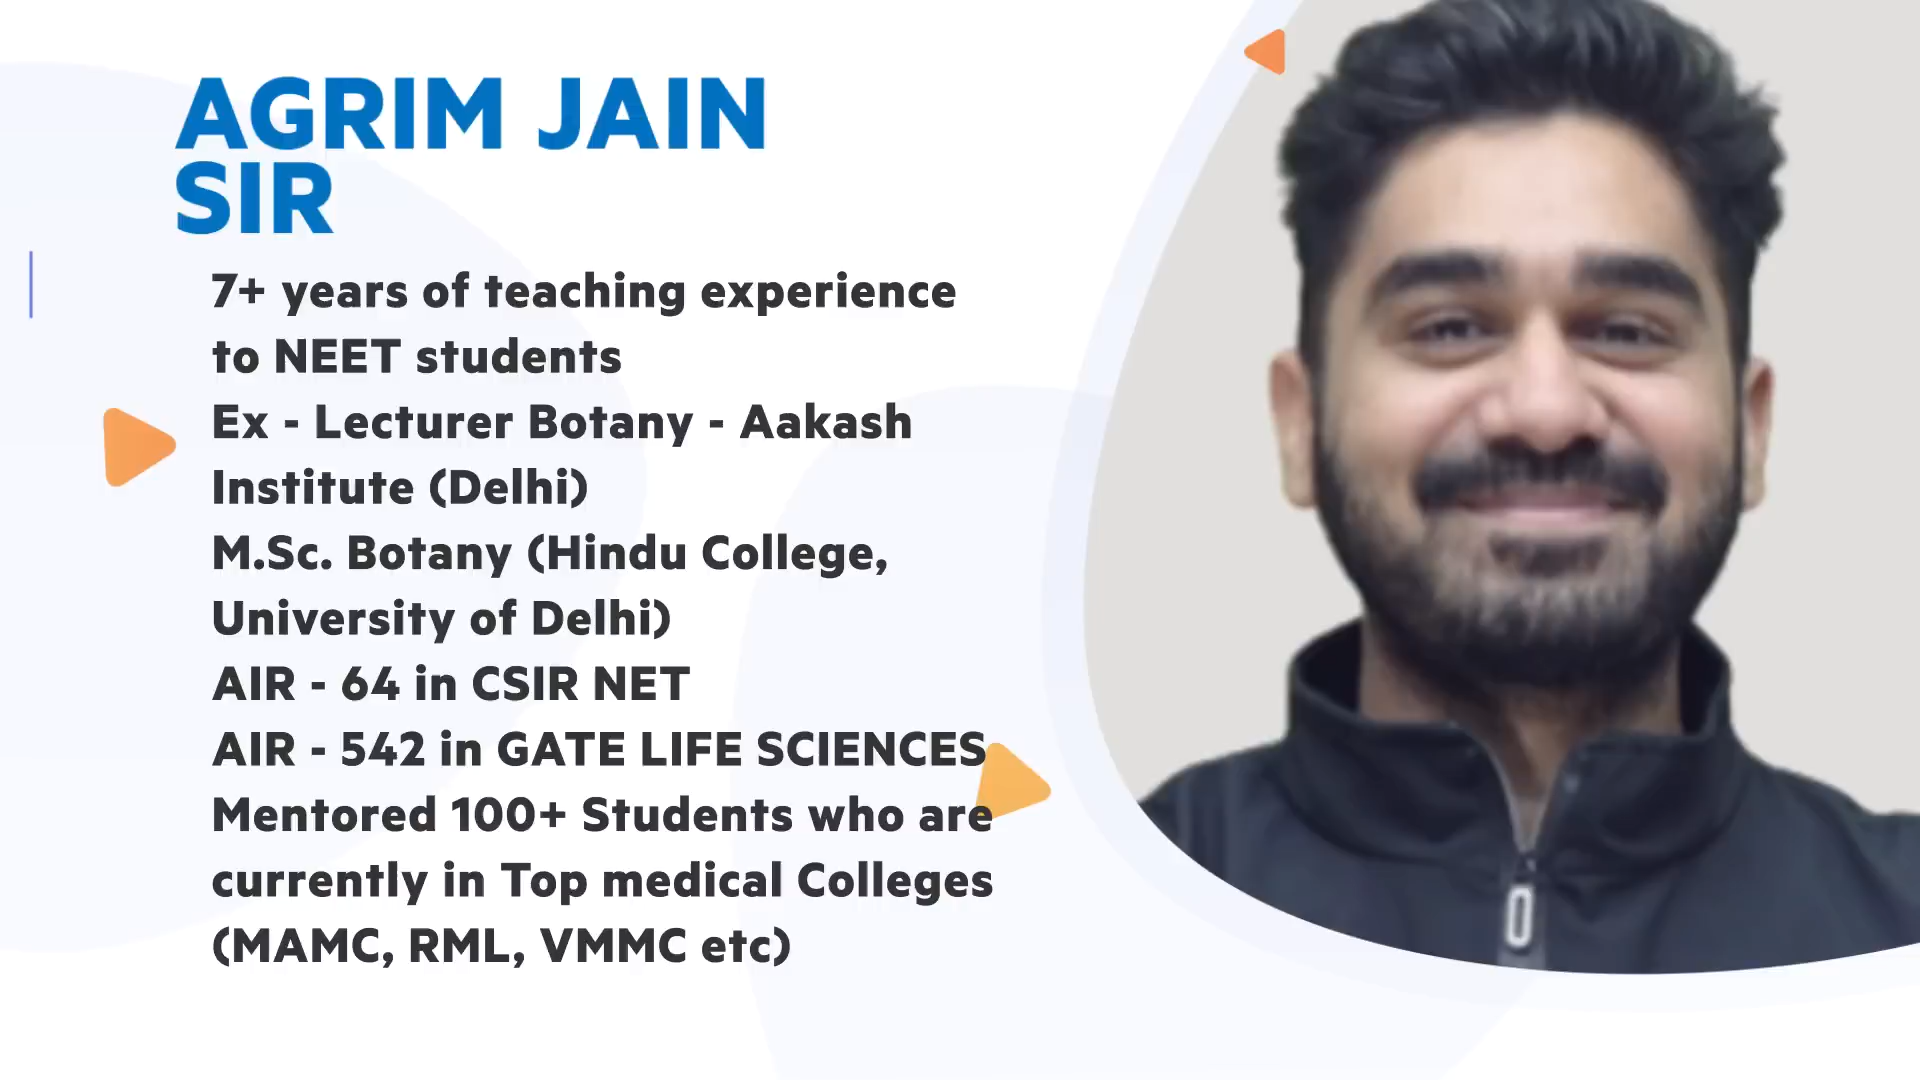 AGRIM JAIN
SIR
7+ years of teaching experience
to NEET students
Ex - Lecturer Botany - Aakash
Institute (Delhi)
M.Sc. Botany (Hindu College,
University of Delhi)
AIR - 64 in CSIR NET
AIR - 542 in GATE LIFE SCIENCES
Mentored 100+ Students who are
currently in Top medical Colleges
(MAMC, RML, VMMC etc)